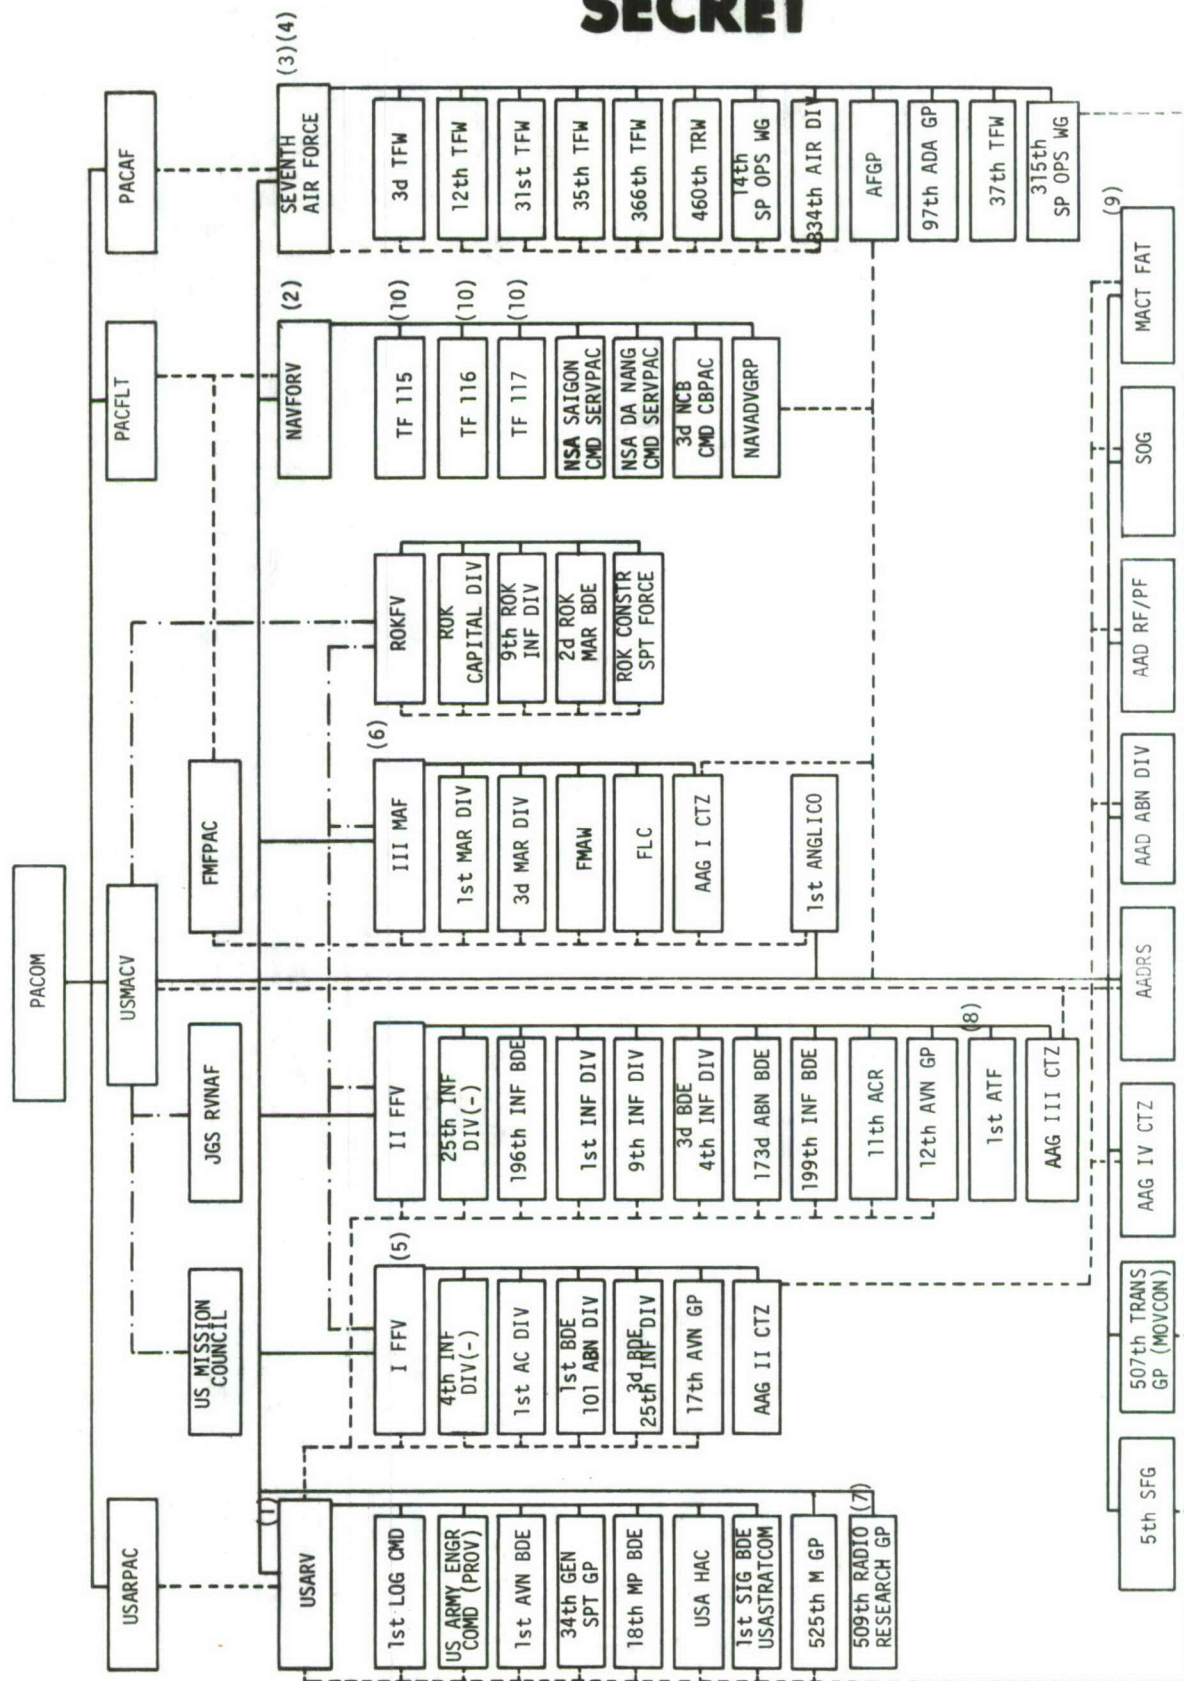 SECRET
PACOM
USARPAC
USMACV
PACFLT
PACAF
US MISSION
COUNCIL
JGS RVNAF
FMFPAC
(1)
USARV
NAVFORV
(2)
SEVENTH
AIR FORCE
(3)(4)
1st LOG CMD
US ARMY ENGR
COMD (PROV)
1st AVN BDE
34th GEN
SPT GP
18th MP BDE
USA HAC
1st SIG BDE
USASTRATCOM
525th M GP
509th RADIO
RESEARCH GP
(7)
I FFV
(5)
4th INF
DIV(-)
1st AC DIV
1st BDE
101 ABN DIV
3d BDE
25th INF DIV
17th AVN GP
AAG II CTZ
II FFV
25th INF
DIV(-)
196th INF BDE
1st INF DIV
9th INF DIV
3d BDE
4th INF DIV
173d ABN BDE
199th INF BDE
11th ACR
12th AVN GP
1st ATF
(8)
AAG III CTZ
III MAF
(6)
1st MAR DIV
3d MAR DIV
FMAW
FLC
AAG I CTZ
1st ANGLICO
ROKFV
ROK
CAPITAL DIV
9th ROK
INF DIV
2d ROK
MAR BDE
ROK CONSTR
SPT FORCE
TF 115
(10)
TF 116
(10)
TF 117
(10)
NSA SAIGON
CMD SERVPAC
NSA DA NANG
CMD SERVPAC
3d NCB
CMD CBPAC
NAVADVGRP
3d TFW
12th TFW
31st TFW
35th TFW
366th TFW
460th TRW
14th
SP OPS WG
834th AIR DIV
AFGP
97th ADA GP
37th TFW
315th
SP OPS WG
5th SFG
507th TRANS
GP (MOVCON)
AAG IV CTZ
AADRS
AAD ABN DIV
AAD RF/PF
SOG
MACT FAT
(9)